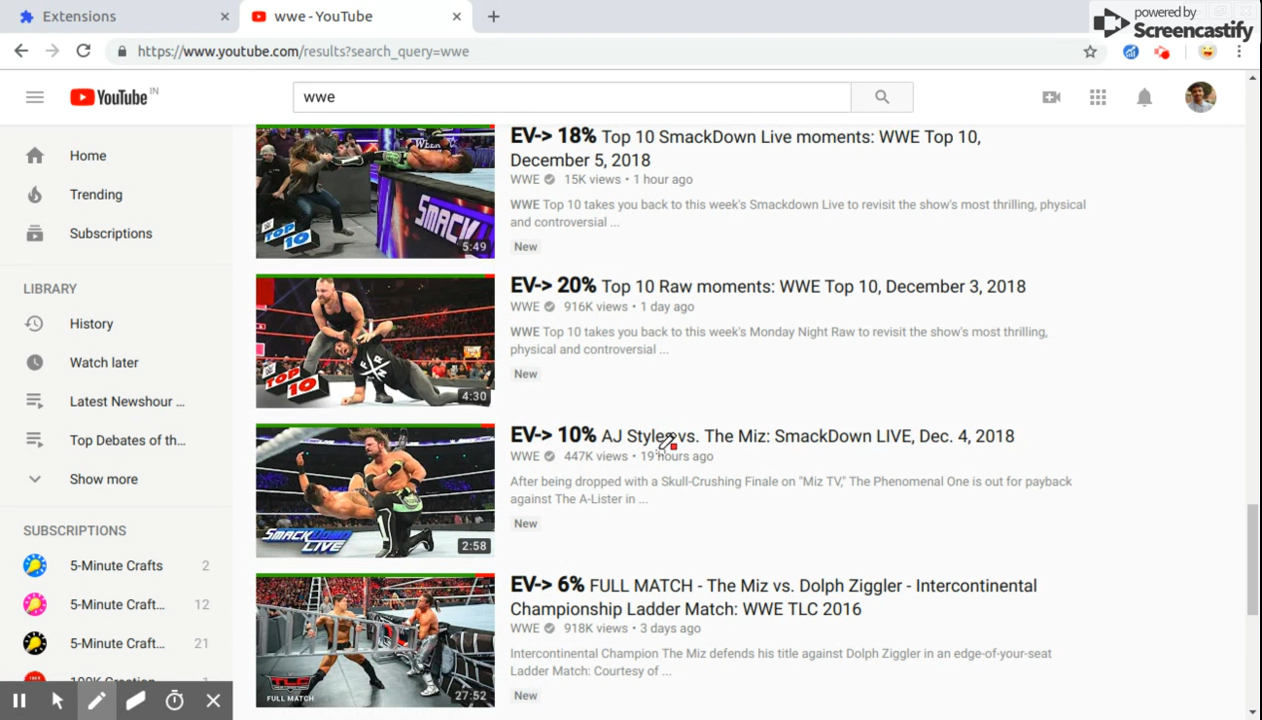 Extensions
wwe - YouTube
powered by
Screencastify
https://www.youtube.com/results?search_query=wwe
YouTube IN
wwe
Home
Trending
Subscriptions
LIBRARY
History
Watch later
Latest Newshour ...
Top Debates of th...
Show more
SUBSCRIPTIONS
5-Minute Crafts 2
5-Minute Craft... 12
5-Minute Craft... 21
TOP 10
SMACK
5:49
EV-> 18% Top 10 SmackDown Live moments: WWE Top 10,
December 5, 2018
WWE 15K views • 1 hour ago
WWE Top 10 takes you back to this week's Smackdown Live to revisit the show's most thrilling, physical
and controversial ...
New
TOP 10
4:30
EV-> 20% Top 10 Raw moments: WWE Top 10, December 3, 2018
WWE 916K views • 1 day ago
WWE Top 10 takes you back to this week's Monday Night Raw to revisit the show's most thrilling,
physical and controversial ...
New
SMACKDOWN
LIVE
2:58
EV-> 10% AJ Styles vs. The Miz: SmackDown LIVE, Dec. 4, 2018
WWE 447K views • 19 hours ago
After being dropped with a Skull-Crushing Finale on "Miz TV," The Phenomenal One is out for payback
against The A-Lister in ...
New
TLC
FULL MATCH
27:52
EV-> 6% FULL MATCH - The Miz vs. Dolph Ziggler - Intercontinental
Championship Ladder Match: WWE TLC 2016
WWE 918K views • 3 days ago
Intercontinental Champion The Miz defends his title against Dolph Ziggler in an edge-of-your-seat
Ladder Match: Courtesy of ...
New